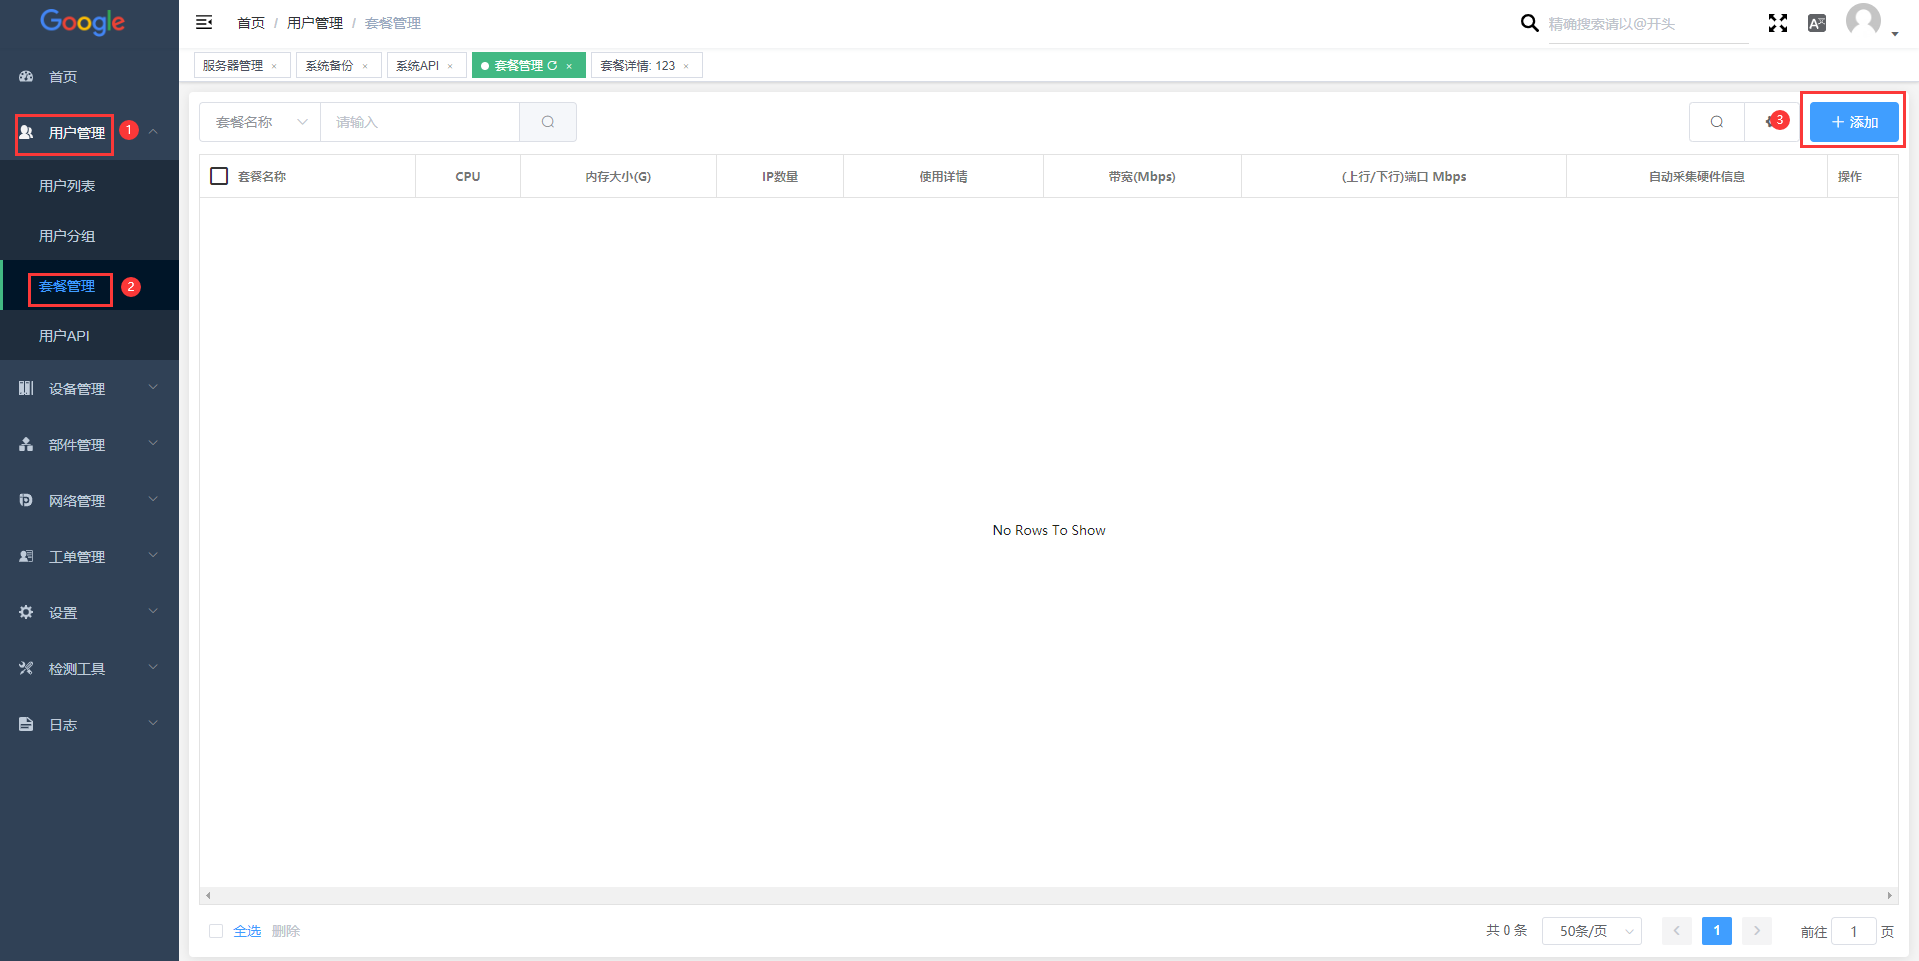 Google
首页 / 用户管理 / 套餐管理
精确搜索请以@开头
服务器管理 ×
系统备份 ×
系统API ×
套餐管理 ×
套餐详情: 123 ×
首页
用户管理 1
用户列表
用户分组
套餐管理 2
用户API
设备管理
部件管理
网络管理
工单管理
设置
检测工具
日志
套餐名称 请输入
3
添加
套餐名称 CPU 内存大小(G) IP数量 使用详情 带宽(Mbps) (上行/下行)端口 Mbps 自动采集硬件信息 操作
No Rows To Show
全选 删除
共 0 条 50条/页 1 前往 1 页